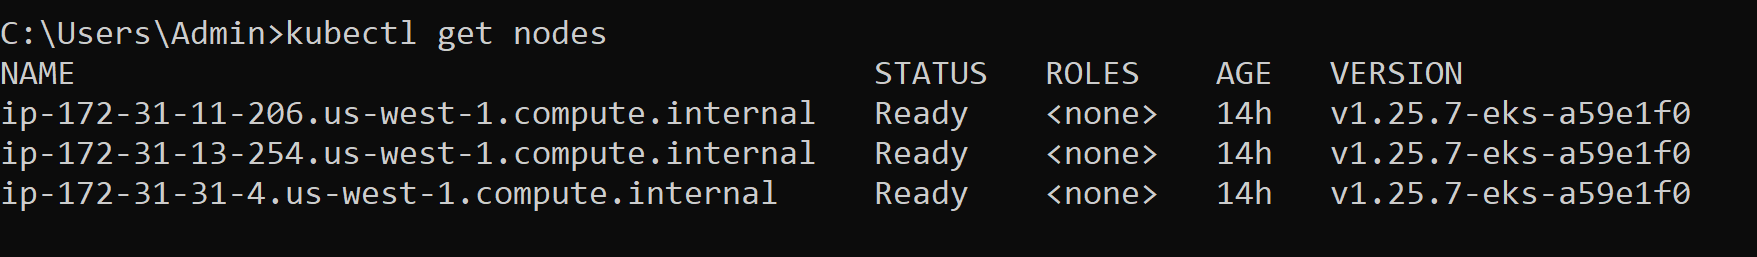 C:\Users\Admin>kubectl get nodes
NAME STATUS ROLES AGE VERSION
ip-172-31-11-206.us-west-1.compute.internal Ready <none> 14h v1.25.7-eks-a59e1f0
ip-172-31-13-254.us-west-1.compute.internal Ready <none> 14h v1.25.7-eks-a59e1f0
ip-172-31-31-4.us-west-1.compute.internal Ready <none> 14h v1.25.7-eks-a59e1f0